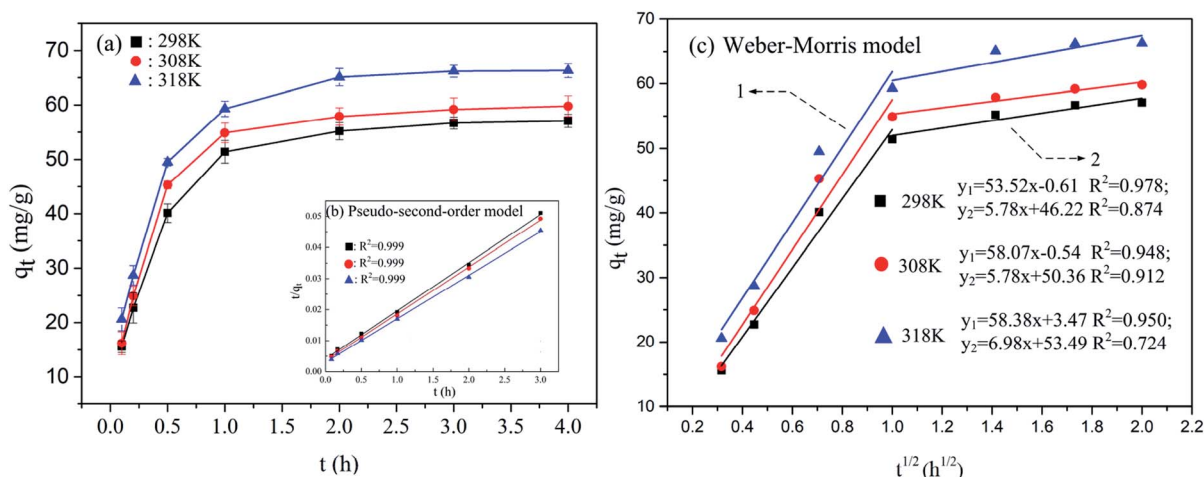 (a)
: 298K
: 308K
: 318K
q_t (mg/g)
70
60
50
40
30
20
10
0.0 0.5 1.0 1.5 2.0 2.5 3.0 3.5 4.0
t (h)
(b) Pseudo-second-order model
: R²=0.999
: R²=0.999
: R²=0.999
t/q_t
0.05
0.04
0.03
0.02
0.01
0.00
0.0 0.5 1.0 1.5 2.0 2.5 3.0
t (h)
(c) Weber-Morris model
1
2
298K
y₁=53.52x-0.61 R²=0.978;
y₂=5.78x+46.22 R²=0.874
308K
y₁=58.07x-0.54 R²=0.948;
y₂=5.78x+50.36 R²=0.912
318K
y₁=58.38x+3.47 R²=0.950;
y₂=6.98x+53.49 R²=0.724
q_t (mg/g)
70
60
50
40
30
20
10
0.2 0.4 0.6 0.8 1.0 1.2 1.4 1.6 1.8 2.0 2.2
t^1/2 (h^1/2)